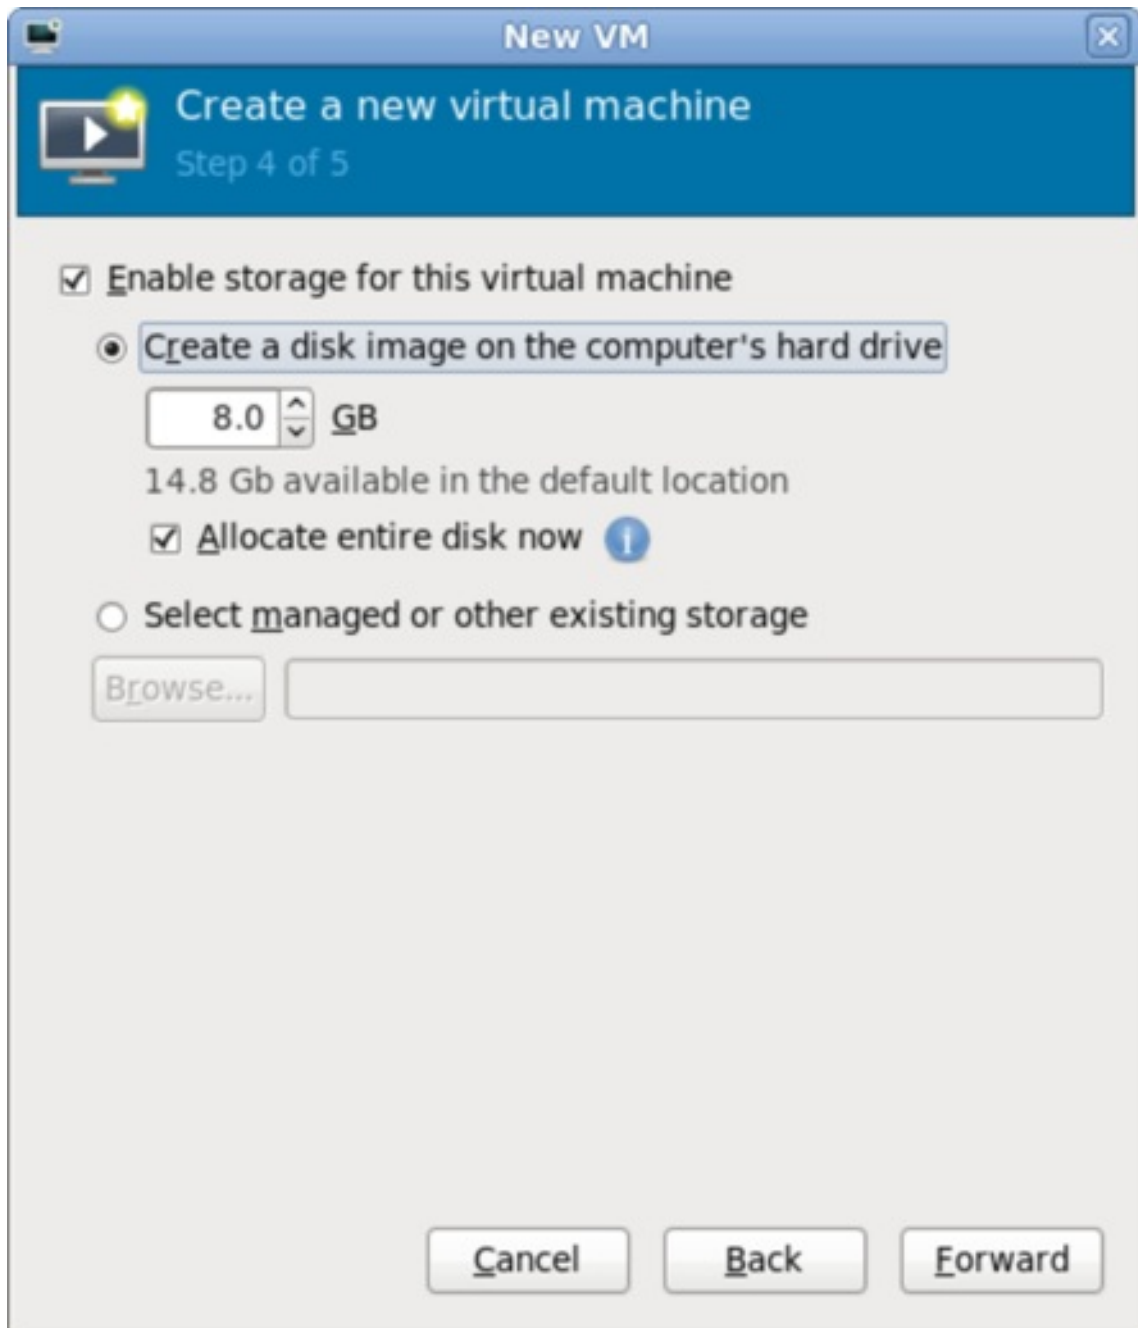 New VM
Create a new virtual machine
Step 4 of 5
Enable storage for this virtual machine
Create a disk image on the computer's hard drive
8.0 GB
14.8 Gb available in the default location
Allocate entire disk now
Select managed or other existing storage
Browse...
Cancel Back Forward